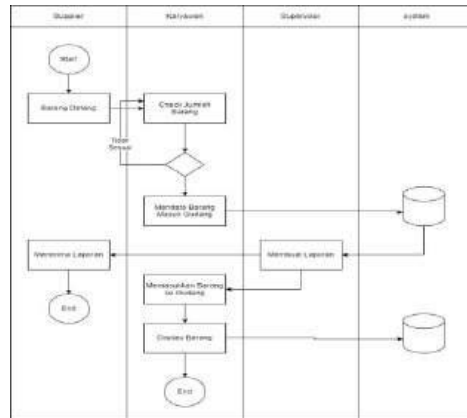 Supplier
Karyawan
Supervisor
System
Start
Barang Datang
Check Jumlah
Barang
Tidak
Sesuai
Mendata Barang
Masuk Gudang
Menerima Laporan
Membuat Laporan
Memasukkan Barang
ke Gudang
End
Display Barang
End